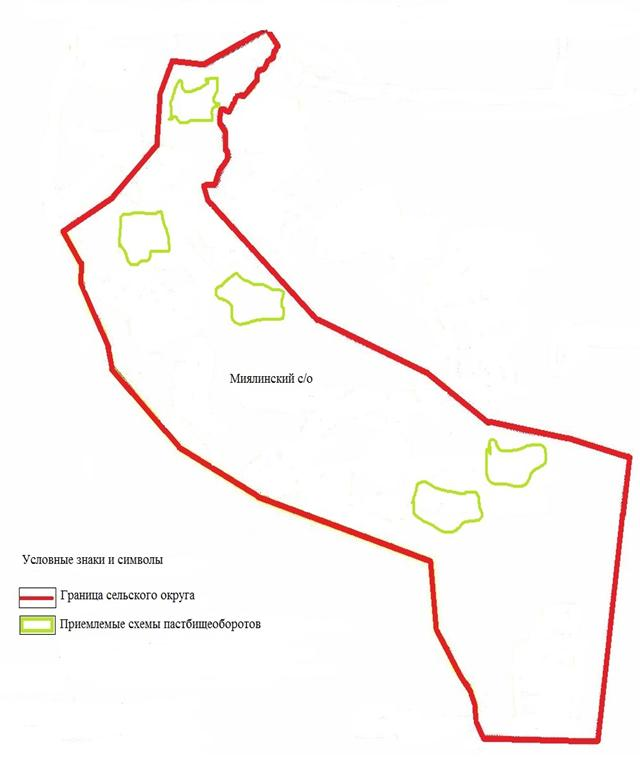 Миялинский с/о
Условные знаки и символы
Граница сельского округа
Приемлемые схемы пастбищеоборотов